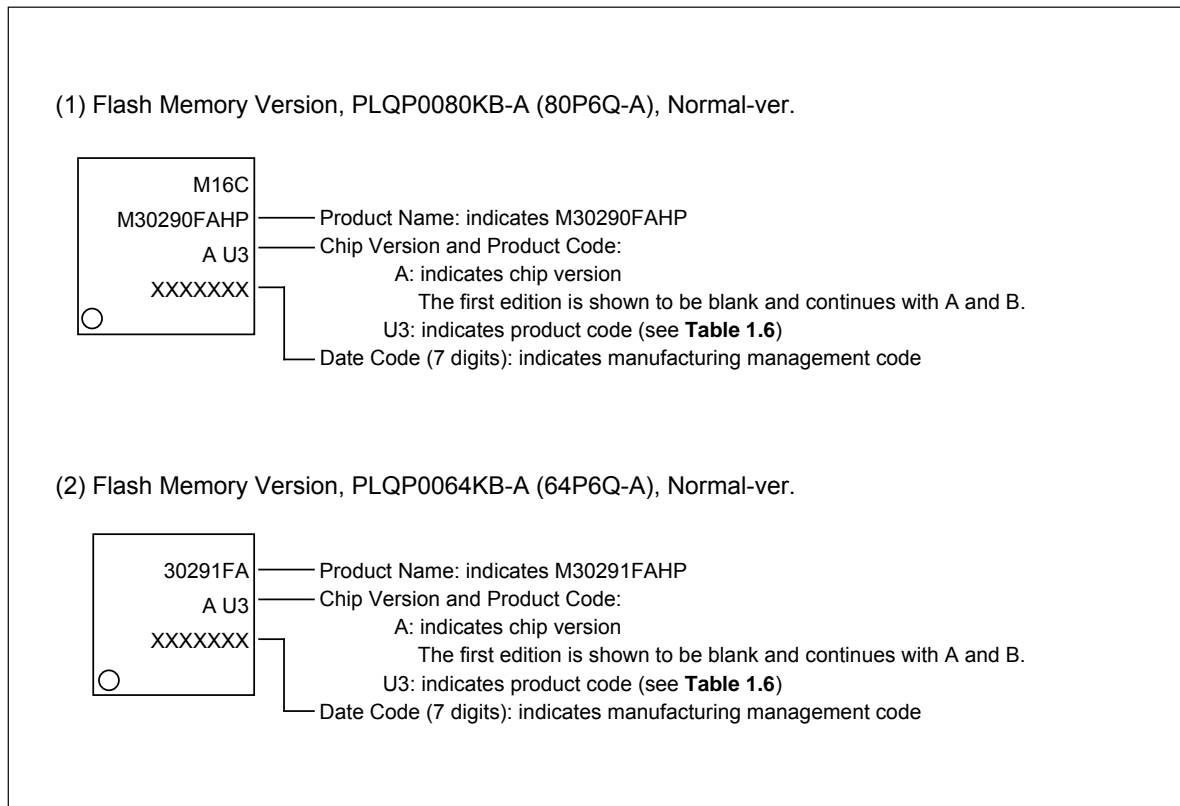 (1) Flash Memory Version, PLQP0080KB-A (80P6Q-A), Normal-ver.
M16C
M30290FAHP
A U3
XXXXXXX
Product Name: indicates M30290FAHP
Chip Version and Product Code:
A: indicates chip version
The first edition is shown to be blank and continues with A and B.
U3: indicates product code (see Table 1.6)
Date Code (7 digits): indicates manufacturing management code
(2) Flash Memory Version, PLQP0064KB-A (64P6Q-A), Normal-ver.
30291FA
A U3
XXXXXXX
Product Name: indicates M30291FAHP
Chip Version and Product Code:
A: indicates chip version
The first edition is shown to be blank and continues with A and B.
U3: indicates product code (see Table 1.6)
Date Code (7 digits): indicates manufacturing management code